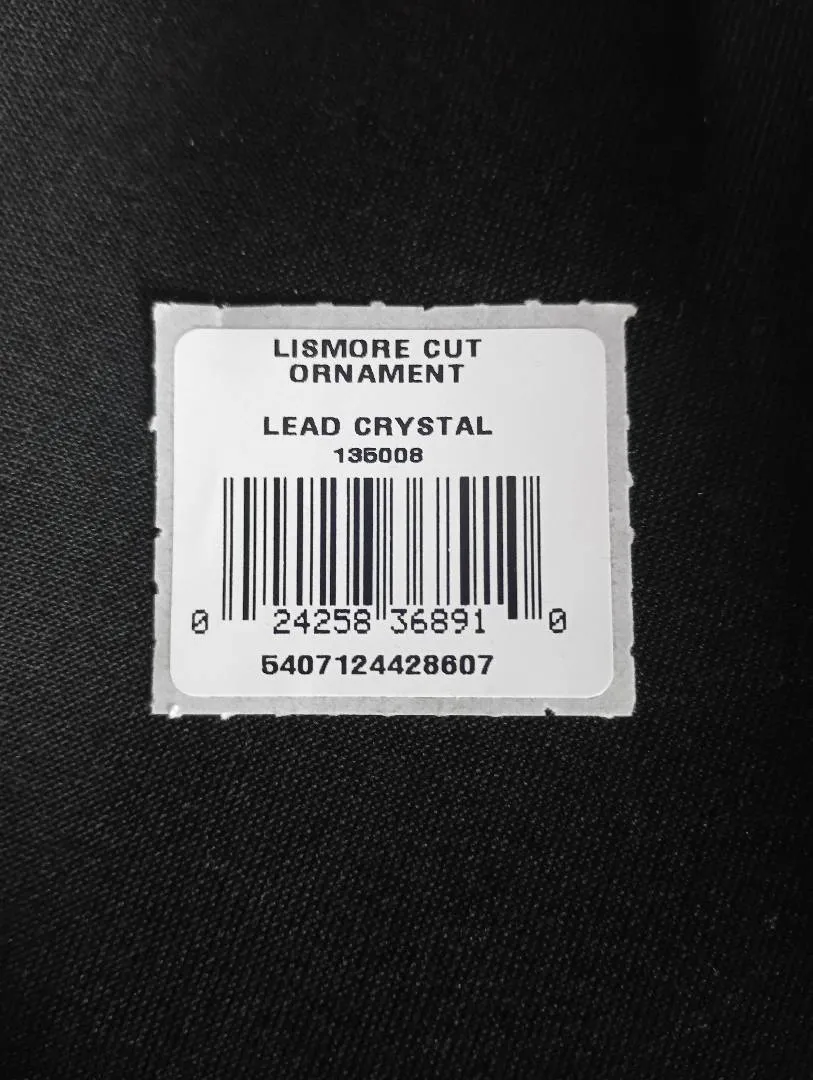 LISMORE CUT
ORNAMENT
LEAD CRYSTAL
135008
0 24258 36891 0
5407124428607